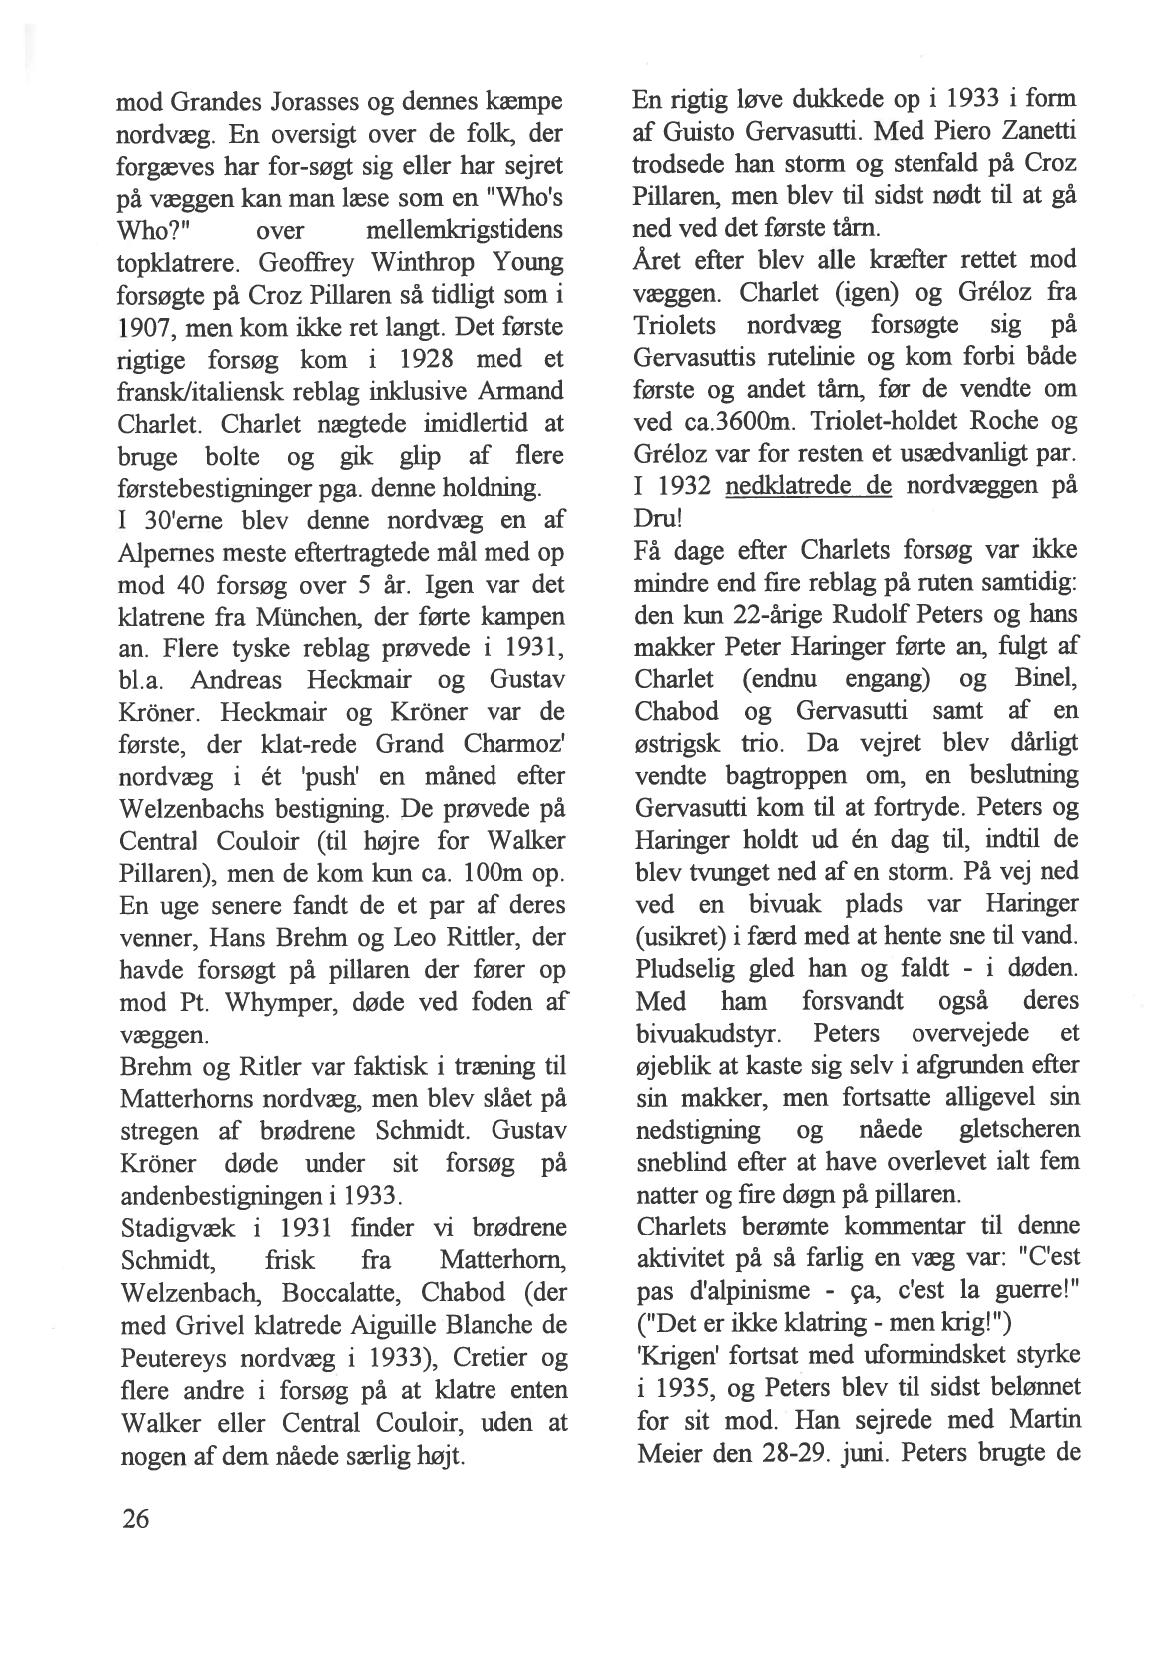 mod Grandes Jorasses og dennes kæmpe
nordvæg. En oversigt over de folk, der
forgæves har for-søgt sig eller har sejret
på væggen kan man læse som en "Who's
Who?" over mellemkrigstidens
topklatrere. Geoffrey Winthrop Young
forsøgte på Croz Pillaren så tidligt som i
1907, men kom ikke ret langt. Det første
rigtige forsøg kom i 1928 med et
fransk/italiensk reblag inklusive Armand
Charlet. Charlet nægtede imidlertid at
bruge bolte og gik glip af flere
førstebestigninger pga. denne holdning.
I 30'erne blev denne nordvæg en af
Alpernes meste eftertragtede mål med op
mod 40 forsøg over 5 år. Igen var det
klatrene fra München, der førte kampen
an. Flere tyske reblag prøvede i 1931,
bl.a. Andreas Heckmair og Gustav
Kröner. Heckmair og Kröner var de
første, der klat-rede Grand Charmoz'
nordvæg i ét 'push' en måned efter
Welzenbachs bestigning. De prøvede på
Central Couloir (til højre for Walker
Pillaren), men de kom kun ca. 100m op.
En uge senere fandt de et par af deres
venner, Hans Brehm og Leo Rittler, der
havde forsøgt på pillaren der fører op
mod Pt. Whymper, døde ved foden af
væggen.
Brehm og Ritler var faktisk i træning til
Matterhorns nordvæg, men blev slået på
stregen af brødrene Schmidt. Gustav
Kröner døde under sit forsøg på
andenbestigningen i 1933.
Stadigvæk i 1931 finder vi brødrene
Schmidt, frisk fra Matterhorn,
Welzenbach, Boccalatte, Chabod (der
med Grivel klatrede Aiguille Blanche de
Peutereys nordvæg i 1933), Cretier og
flere andre i forsøg på at klatre enten
Walker eller Central Couloir, uden at
nogen af dem nåede særlig højt.
26
En rigtig løve dukkede op i 1933 i form
af Guisto Gervasutti. Med Piero Zanetti
trodsede han storm og stenfald på Croz
Pillaren, men blev til sidst nødt til at gå
ned ved det første tårn.
Året efter blev alle kræfter rettet mod
væggen. Charlet (igen) og Gréloz fra
Triolets nordvæg forsøgte sig på
Gervasuttis rutelinie og kom forbi både
første og andet tårn, før de vendte om
ved ca.3600m. Triolet-holdet Roche og
Gréloz var for resten et usædvanligt par.
I 1932 nedklatrede de nordvæggen på
Dru!
Få dage efter Charlets forsøg var ikke
mindre end fire reblag på ruten samtidig:
den kun 22-årige Rudolf Peters og hans
makker Peter Haringer førte an, fulgt af
Charlet (endnu engang) og Binel,
Chabod og Gervasutti samt af en
østrigsk trio. Da vejret blev dårligt
vendte bagtroppen om, en beslutning
Gervasutti kom til at fortryde. Peters og
Haringer holdt ud én dag til, indtil de
blev tvunget ned af en storm. På vej ned
ved en bivuak plads var Haringer
(usikret) i færd med at hente sne til vand.
Pludselig gled han og faldt - i døden.
Med ham forsvandt også deres
bivuakudstyr. Peters overvejede et
øjeblik at kaste sig selv i afgrunden efter
sin makker, men fortsatte alligevel sin
nedstigning og nåede gletscheren
sneblind efter at have overlevet ialt fem
natter og fire døgn på pillaren.
Charlets berømte kommentar til denne
aktivitet på så farlig en væg var: "C'est
pas d'alpinisme - ça, c'est la guerre!"
("Det er ikke klatring - men krig!")
'Krigen' fortsat med uformindsket styrke
i 1935, og Peters blev til sidst belønnet
for sit mod. Han sejrede med Martin
Meier den 28-29. juni. Peters brugte de